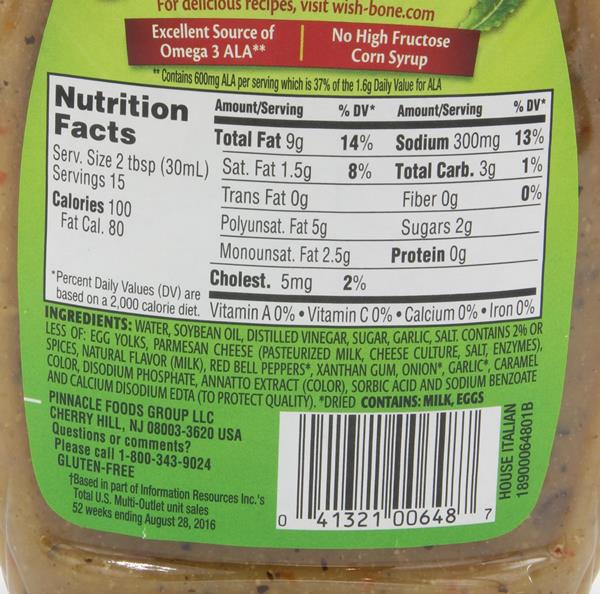 For delicious recipes, visit wish-bone.com
Excellent Source of
Omega 3 ALA**
No High Fructose
Corn Syrup
** Contains 600mg ALA per serving which is 37% of the 1.6g Daily Value for ALA
Nutrition
Facts
Serv. Size 2 tbsp (30mL)
Servings 15
Calories 100
Fat Cal. 80
*Percent Daily Values (DV) are
based on a 2,000 calorie diet.
Amount/Serving % DV* Amount/Serving % DV*
Total Fat 9g 14% Sodium 300mg 13%
Sat. Fat 1.5g 8% Total Carb. 3g 1%
Trans Fat 0g Fiber 0g 0%
Polyunsat. Fat 5g Sugars 2g
Monounsat. Fat 2.5g Protein 0g
Cholest. 5mg 2%
Vitamin A 0% • Vitamin C 0% • Calcium 0% • Iron 0%
INGREDIENTS: WATER, SOYBEAN OIL, DISTILLED VINEGAR, SUGAR, GARLIC, SALT. CONTAINS 2% OR
LESS OF: EGG YOLKS, PARMESAN CHEESE (PASTEURIZED MILK, CHEESE CULTURE, SALT, ENZYMES),
SPICES, NATURAL FLAVOR (MILK), RED BELL PEPPERS*, XANTHAN GUM, ONION*, GARLIC*, CARAMEL
COLOR, DISODIUM PHOSPHATE, ANNATTO EXTRACT (COLOR), SORBIC ACID AND SODIUM BENZOATE
AND CALCIUM DISODIUM EDTA (TO PROTECT QUALITY). *DRIED CONTAINS: MILK, EGGS
PINNACLE FOODS GROUP LLC
CHERRY HILL, NJ 08003-3620 USA
Questions or comments?
Please call 1-800-343-9024
GLUTEN-FREE
†Based in part of Information Resources Inc.'s
Total U.S. Multi-Outlet unit sales
52 weeks ending August 28, 2016
0 41321 00648 7
HOUSE ITALIAN
18900064801B